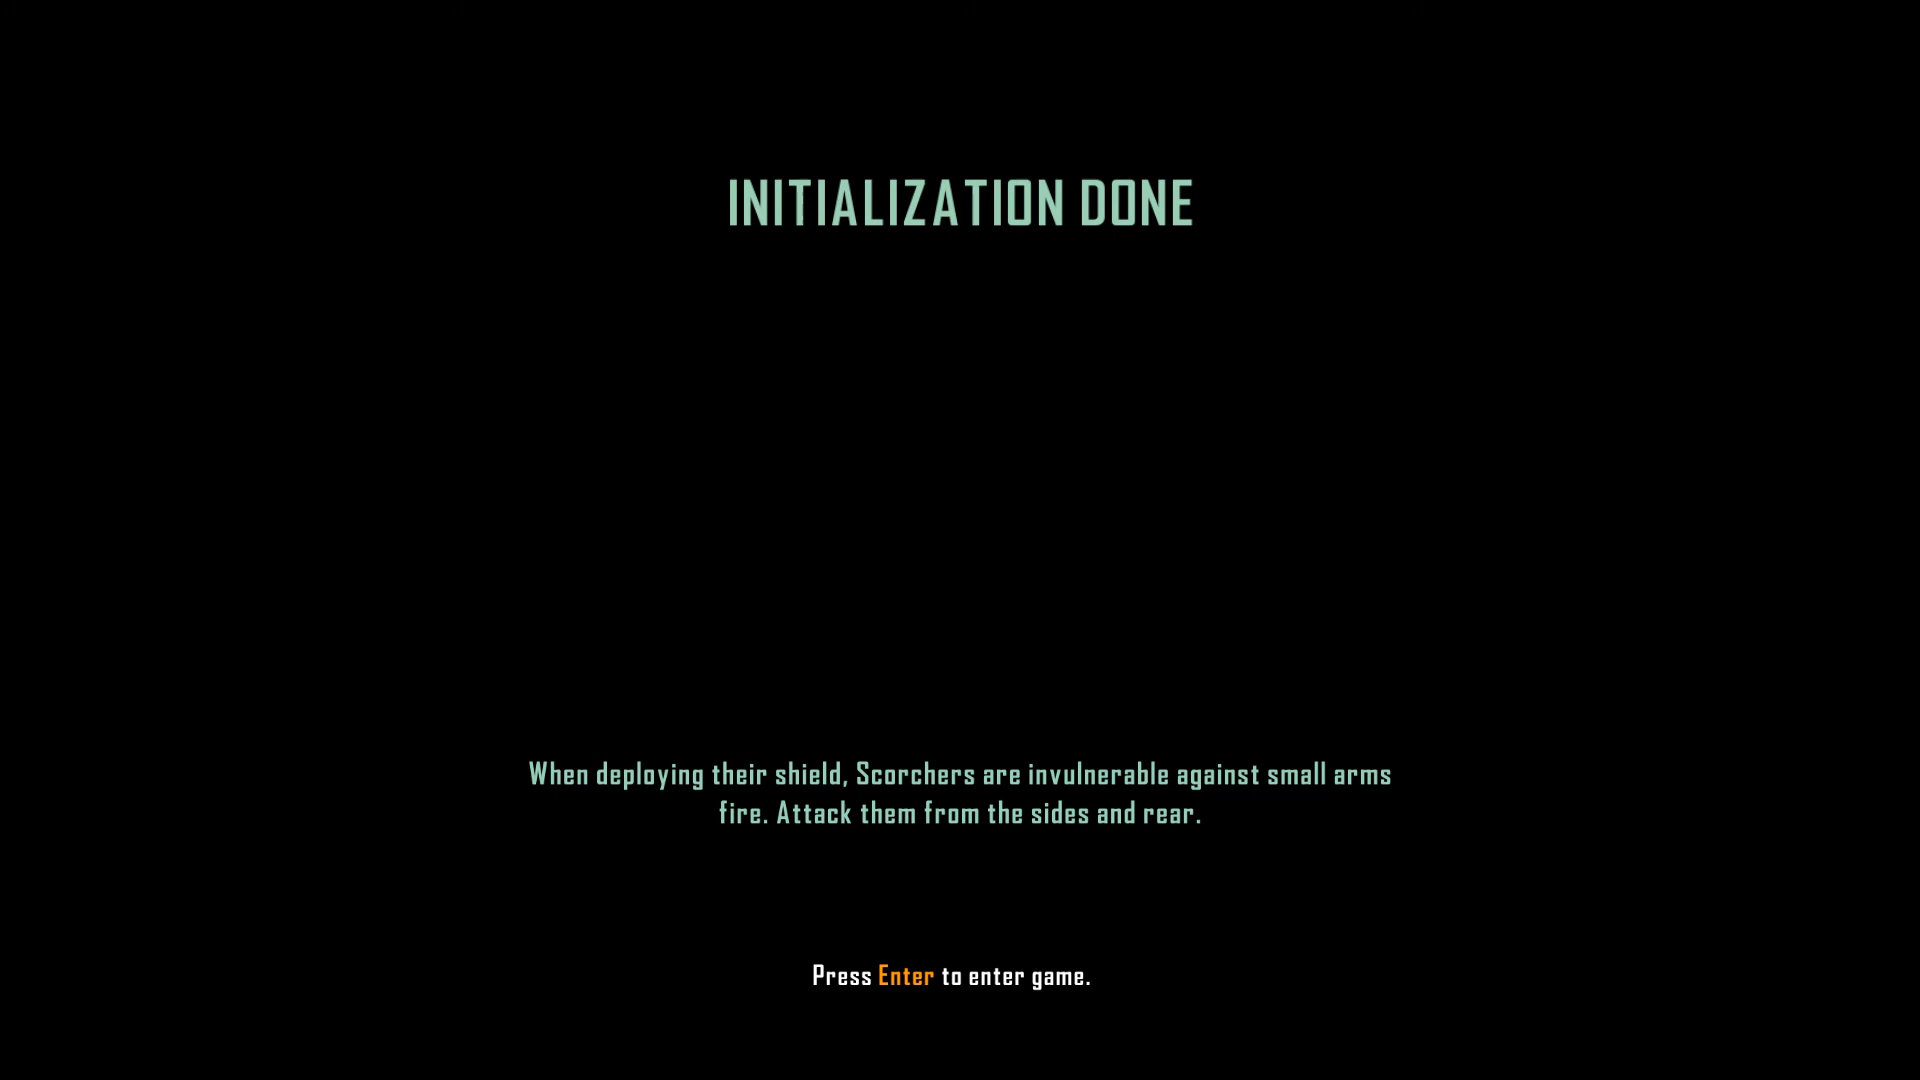 INITIALIZATION DONE
When deploying their shield, Scorchers are invulnerable against small arms
fire. Attack them from the sides and rear.
Press Enter to enter game.